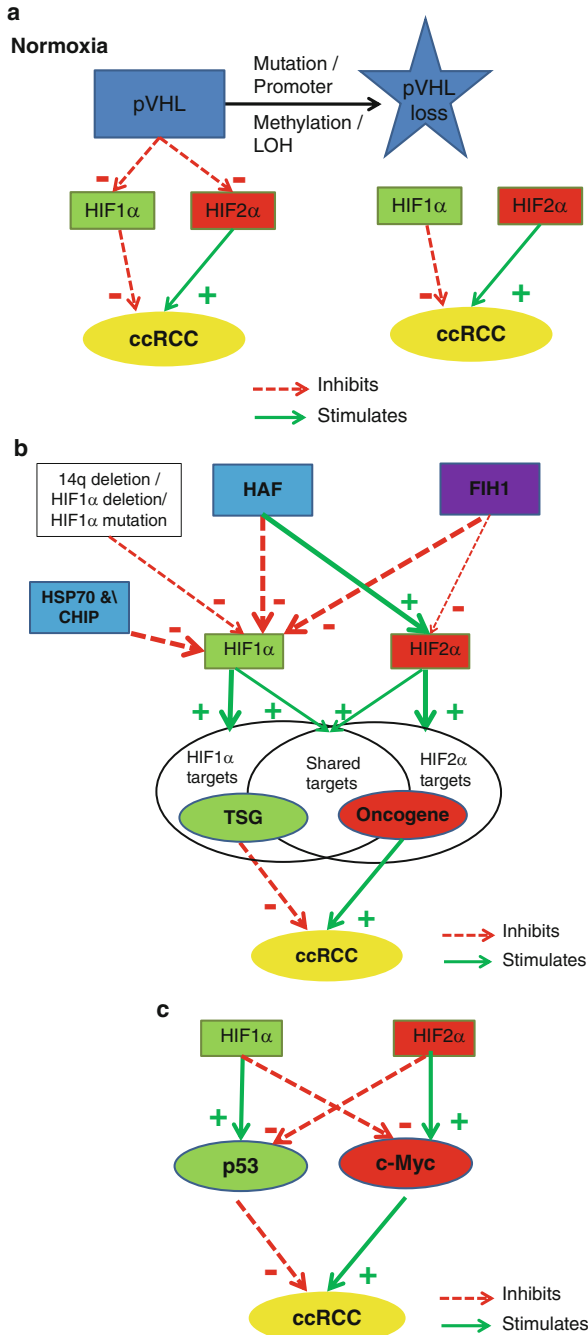 a
Normoxia
pVHL
Mutation /
Promoter
Methylation /
LOH
pVHL
loss
- -
HIF1α HIF2α HIF1α HIF2α
- + - +
ccRCC ccRCC
Inhibits
Stimulates
b
14q deletion /
HIF1α deletion/
HIF1α mutation
HAF
FIH1
HSP70 &\
CHIP
- - - + - -
HIF1α HIF2α
+ + + +
HIF1α
targets
Shared
targets
HIF2α
targets
TSG Oncogene
- +
ccRCC
Inhibits
Stimulates
c
HIF1α HIF2α
+ - - +
p53 c-Myc
- +
ccRCC
Inhibits
Stimulates